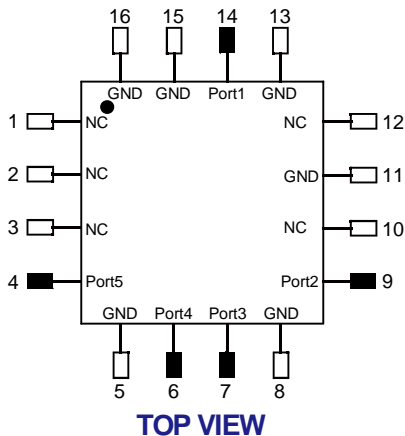 16 15 14 13
GND GND Port1 GND
1 NC NC 12
2 NC GND 11
3 NC NC 10
4 Port5 Port2 9
GND Port4 Port3 GND
5 6 7 8
TOP VIEW